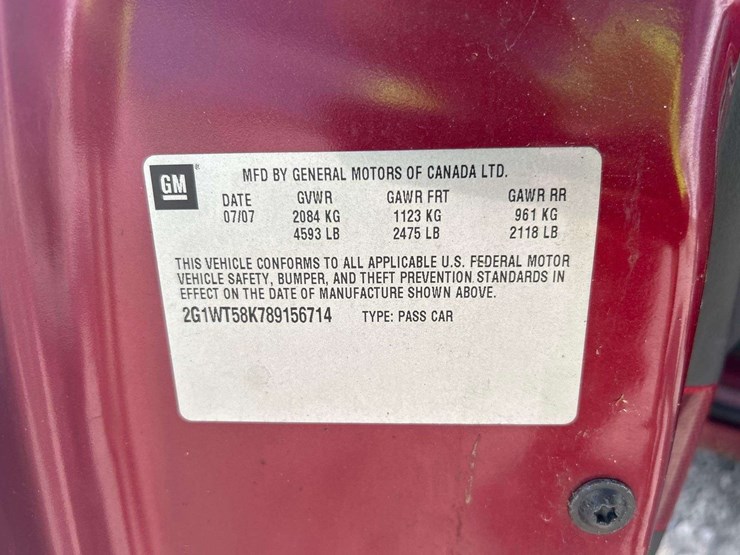 GM ® MFD BY GENERAL MOTORS OF CANADA LTD.
DATE GVWR GAWR FRT GAWR RR
07/07 2084 KG 1123 KG 961 KG
4593 LB 2475 LB 2118 LB
THIS VEHICLE CONFORMS TO ALL APPLICABLE U.S. FEDERAL MOTOR
VEHICLE SAFETY, BUMPER, AND THEFT PREVENTION STANDARDS IN
EFFECT ON THE DATE OF MANUFACTURE SHOWN ABOVE.
2G1WT58K789156714 TYPE: PASS CAR